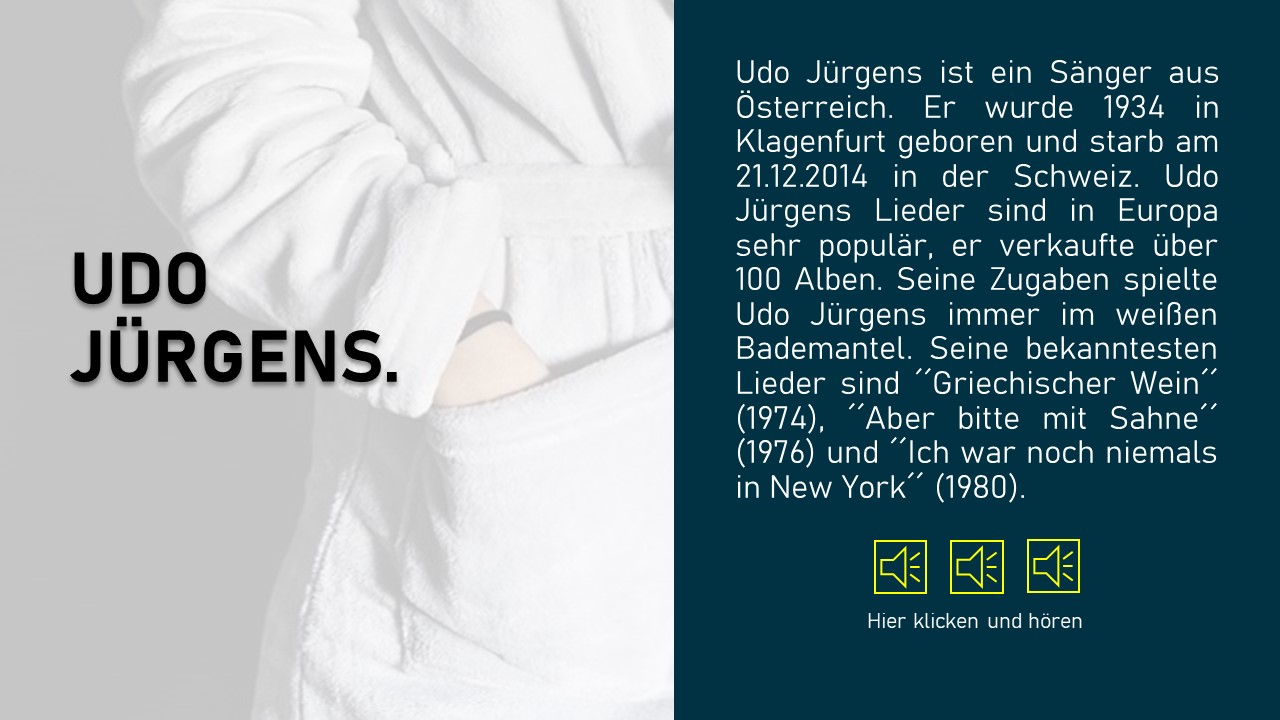 UDO
JÜRGENS.
Udo Jürgens ist ein Sänger aus
Österreich. Er wurde 1934 in
Klagenfurt geboren und starb am
21.12.2014 in der Schweiz. Udo
Jürgens Lieder sind in Europa
sehr populär, er verkaufte über
100 Alben. Seine Zugaben spielte
Udo Jürgens immer im weißen
Bademantel. Seine bekanntesten
Lieder sind ´´Griechischer Wein´´
(1974), ´´Aber bitte mit Sahne´´
(1976) und ´´Ich war noch niemals
in New York´´ (1980).
Hier klicken und hören